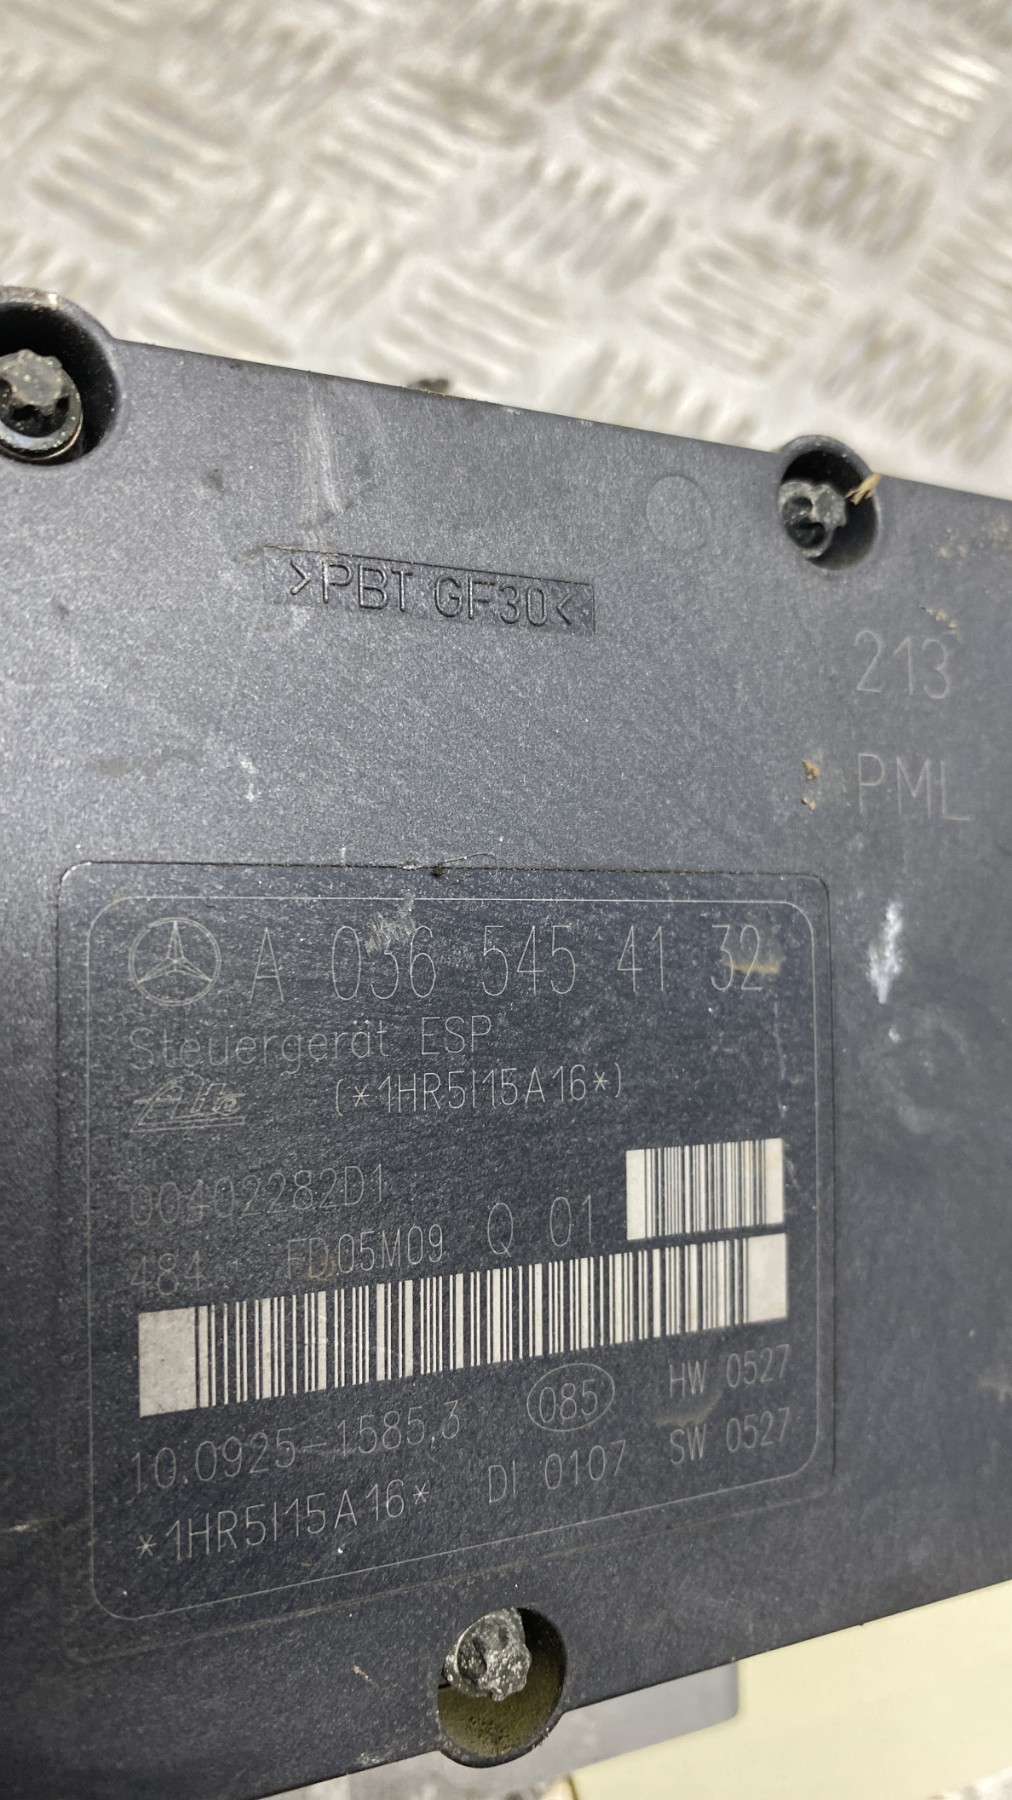 >PBT GF30<
213
PML
A 036 545 41 32
Steuergerät ESP
Ate (*1HR5I15A16*)
00402282D1
484 FD05M09 Q 01
10.0925-1585.3 085 HW 0527
*1HR5I15A16* DI 0107 SW 0527